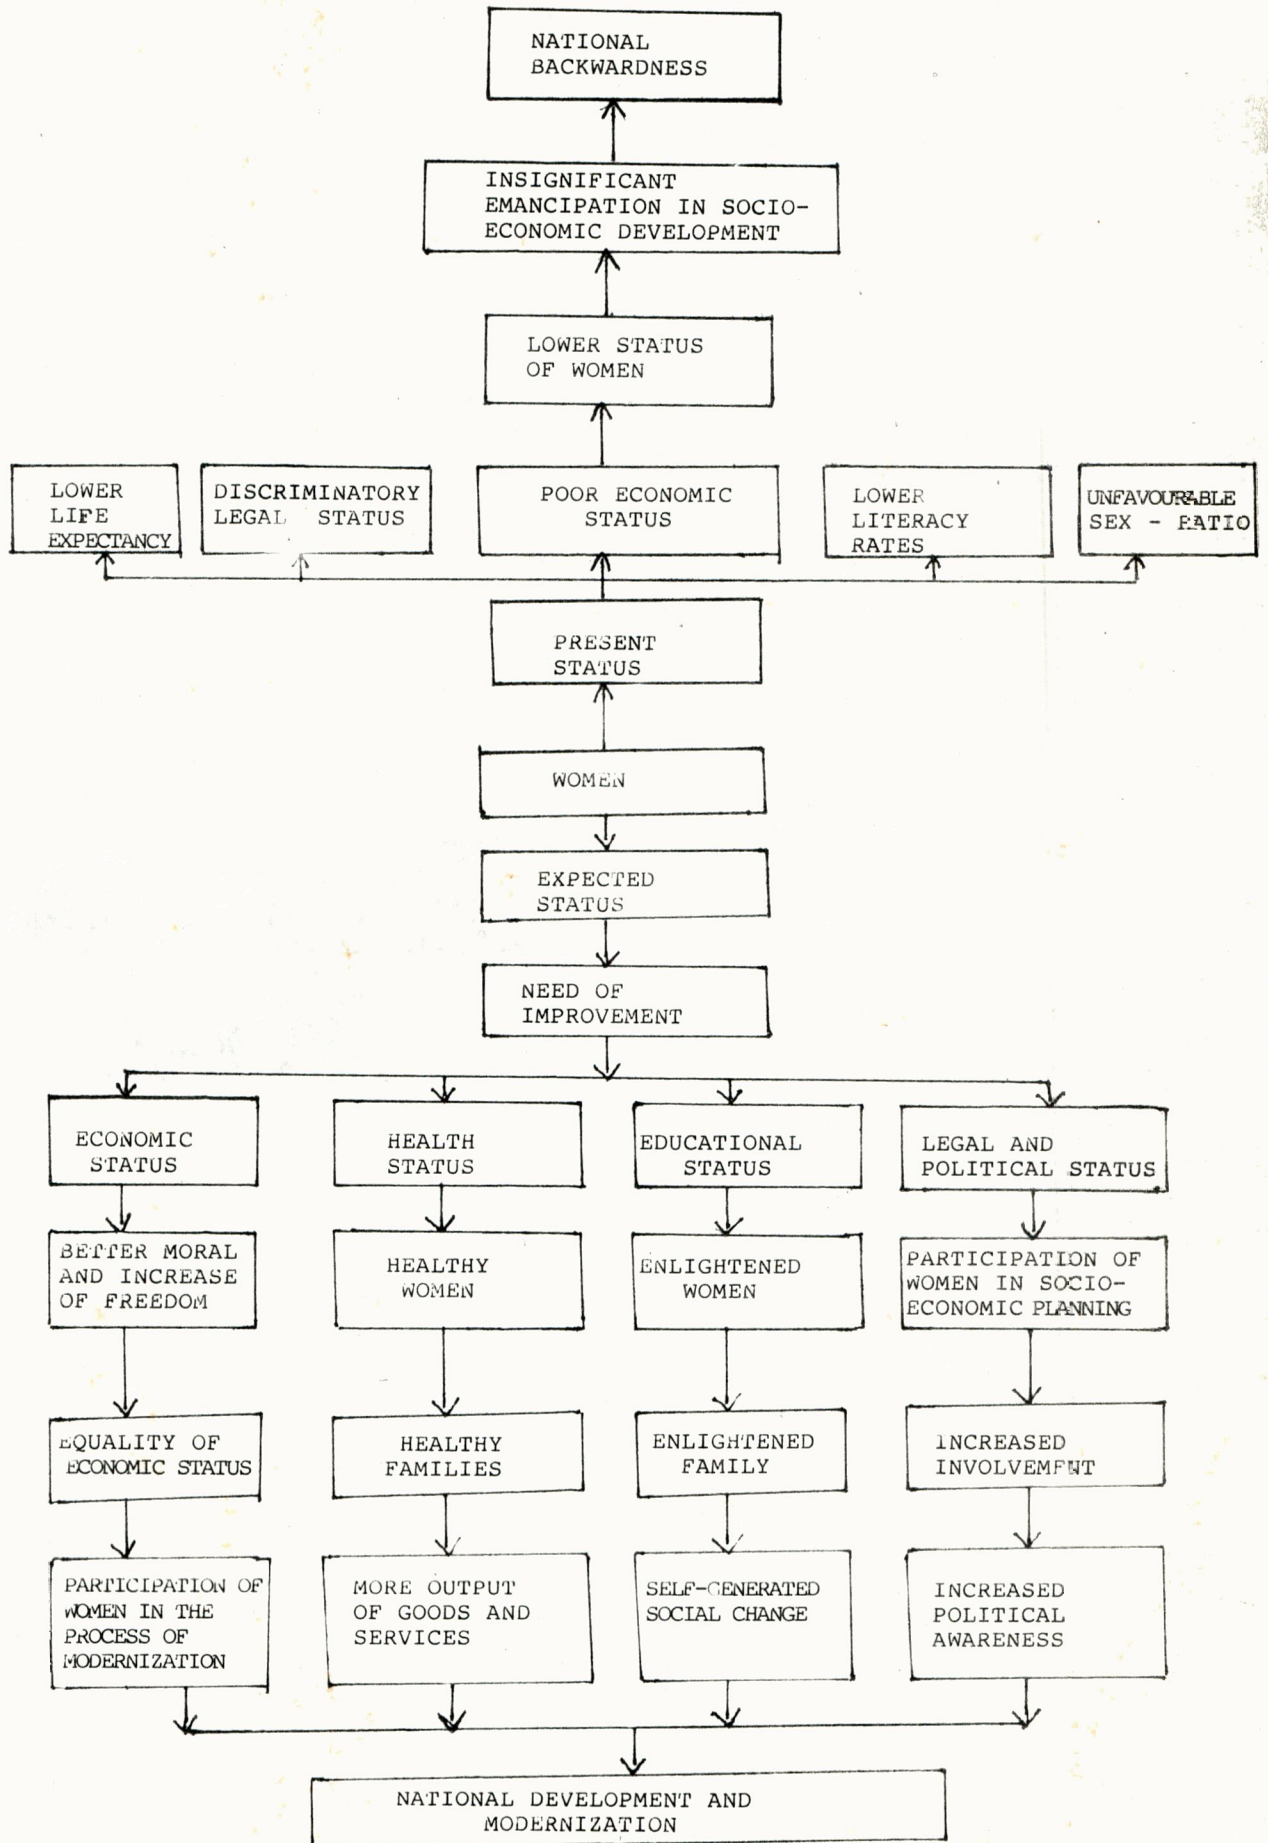 NATIONAL
BACKWARDNESS
INSIGNIFICANT
EMANCIPATION IN SOCIO-
ECONOMIC DEVELOPMENT
LOWER STATUS
OF WOMEN
LOWER
LIFE
EXPECTANCY
DISCRIMINATORY
LEGAL STATUS
POOR ECONOMIC
STATUS
LOWER
LITERACY
RATES
UNFAVOURABLE
SEX - RATIO
PRESENT
STATUS
WOMEN
EXPECTED
STATUS
NEED OF
IMPROVEMENT
ECONOMIC
STATUS
HEALTH
STATUS
EDUCATIONAL
STATUS
LEGAL AND
POLITICAL STATUS
BETTER MORAL
AND INCREASE
OF FREEDOM
HEALTHY
WOMEN
ENLIGHTENED
WOMEN
PARTICIPATION OF
WOMEN IN SOCIO-
ECONOMIC PLANNING
EQUALITY OF
ECONOMIC STATUS
HEALTHY
FAMILIES
ENLIGHTENED
FAMILY
INCREASED
INVOLVEMENT
PARTICIPATION OF
WOMEN IN THE
PROCESS OF
MODERNIZATION
MORE OUTPUT
OF GOODS AND
SERVICES
SELF-GENERATED
SOCIAL CHANGE
INCREASED
POLITICAL
AWARENESS
NATIONAL DEVELOPMENT AND
MODERNIZATION